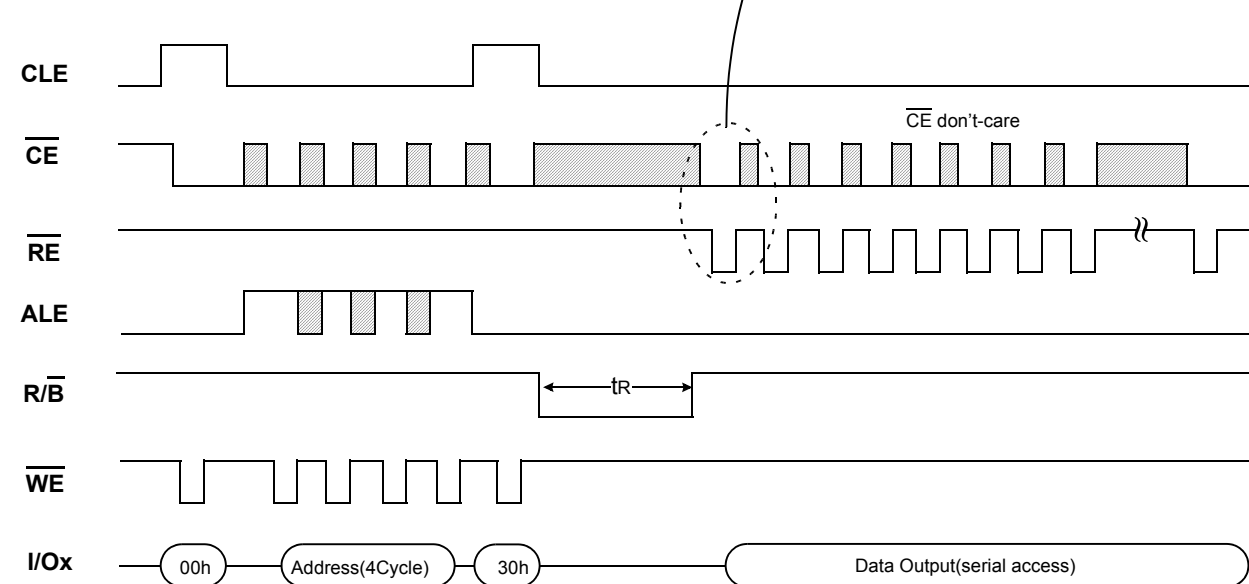 CLE
CE don't-care
CE
RE
ALE
R/B
tR
WE
I/Ox
00h
Address(4Cycle)
30h
Data Output(serial access)